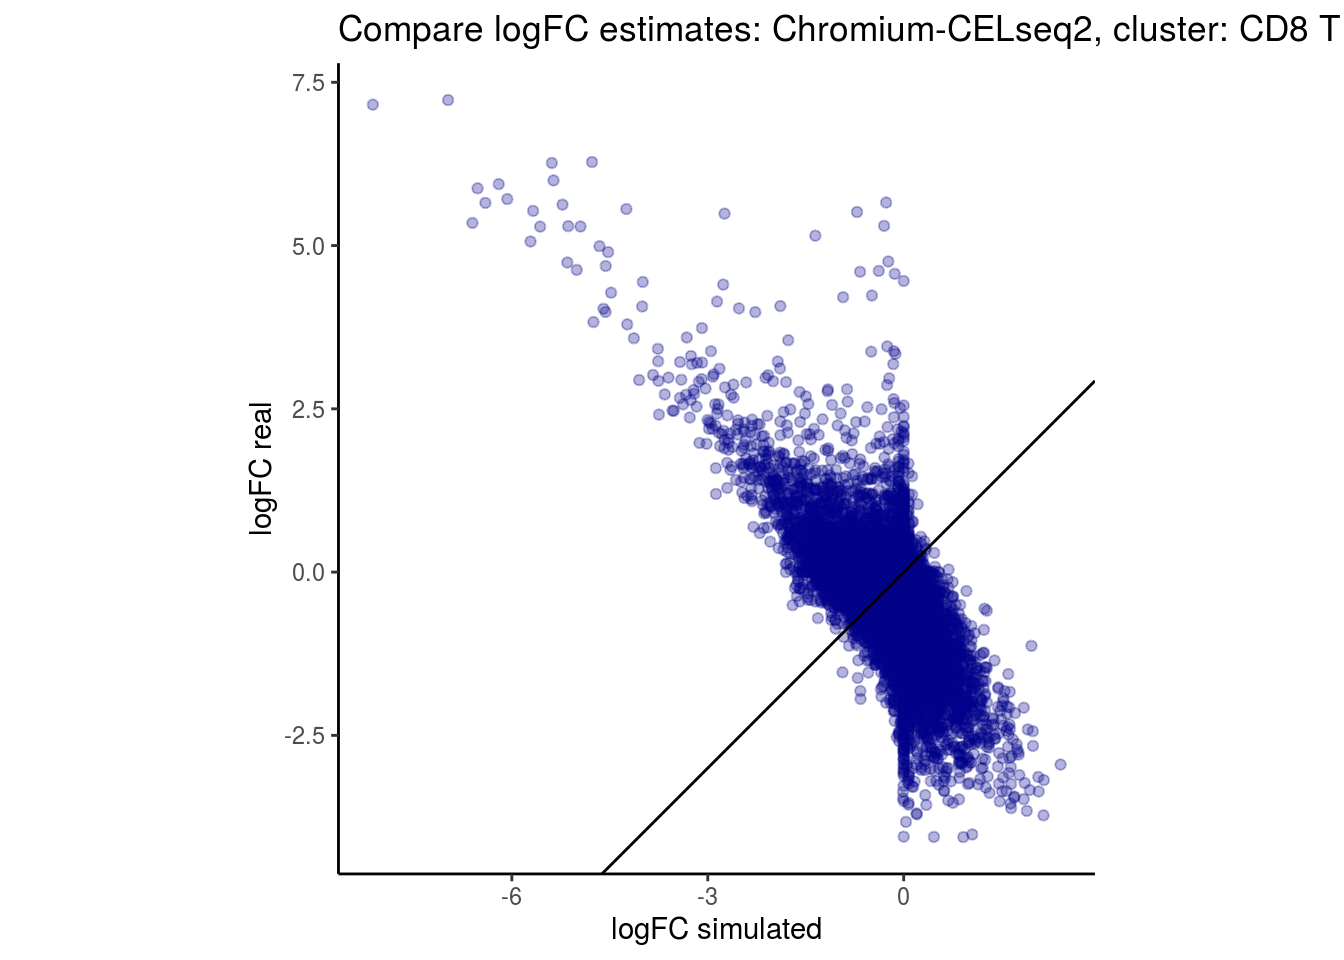 Compare logFC estimates: Chromium-CELseq2, cluster: CD8 T
7.5
5.0
2.5
0.0
-2.5
logFC real
-6
-3
0
logFC simulated